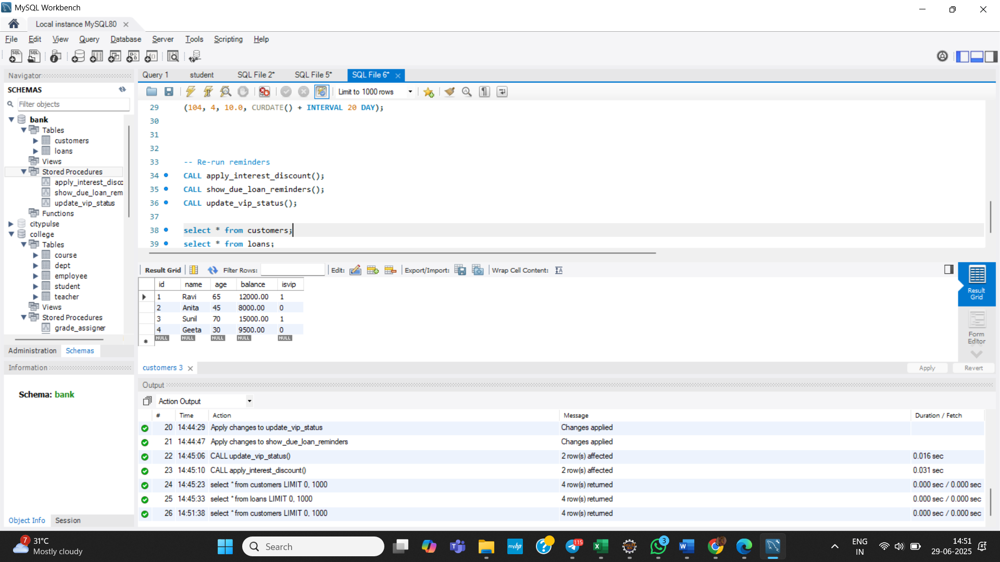 MySQL Workbench
Local instance MySQL80
File Edit View Query Database Server Tools Scripting Help
Navigator
SCHEMAS
Filter objects
bank
Tables
customers
loans
Views
Stored Procedures
apply_interest_disco
show_due_loan_rem
update_vip_status
Functions
citypulse
college
Tables
course
dept
employee
student
teacher
Views
Stored Procedures
grade_assigner
Administration Schemas
Information
Schema: bank
Object Info Session
Query 1 student SQL File 2* SQL File 5* SQL File 6*
Limit to 1000 rows
29 (104, 4, 10.0, CURDATE() + INTERVAL 20 DAY);
30
31
32
33 -- Re-run reminders
34 CALL apply_interest_discount();
35 CALL show_due_loan_reminders();
36 CALL update_vip_status();
37
38 select * from customers;
39 select * from loans;
Result Grid Filter Rows: Edit: Export/Import: Wrap Cell Content:
id name age balance isvip
1 Ravi 65 12000.00 1
2 Anita 45 8000.00 0
3 Sunil 70 15000.00 1
4 Geeta 30 9500.00 0
NULL NULL NULL NULL NULL
Result
Grid
Form
Editor
customers 3
Apply Revert
Output
Action Output
# Time Action Message Duration / Fetch
20 14:44:29 Apply changes to update_vip_status Changes applied
21 14:44:47 Apply changes to show_due_loan_reminders Changes applied
22 14:45:06 CALL update_vip_status() 2 row(s) affected 0.016 sec
23 14:45:10 CALL apply_interest_discount() 2 row(s) affected 0.031 sec
24 14:45:23 select * from customers LIMIT 0, 1000 4 row(s) returned 0.000 sec / 0.000 sec
25 14:45:33 select * from loans LIMIT 0, 1000 4 row(s) returned 0.000 sec / 0.000 sec
26 14:51:38 select * from customers LIMIT 0, 1000 4 row(s) returned 0.000 sec / 0.000 sec
7
31°C
Mostly cloudy
Search
myhp
115
3
ENG
IN
14:51
29-06-2025